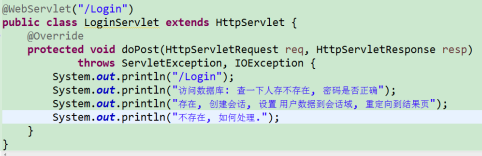 @WebServlet("/Login")
public class LoginServlet extends HttpServlet {
@Override
protected void doPost(HttpServletRequest req, HttpServletResponse resp)
throws ServletException, IOException {
System.out.println("/Login");
System.out.println("访问数据库: 查一下人存不存在, 密码是否正确");
System.out.println("存在, 创建会话, 设置用户数据到会话域, 重定向到结果页");
System.out.println("不存在, 如何处理.");
}
}